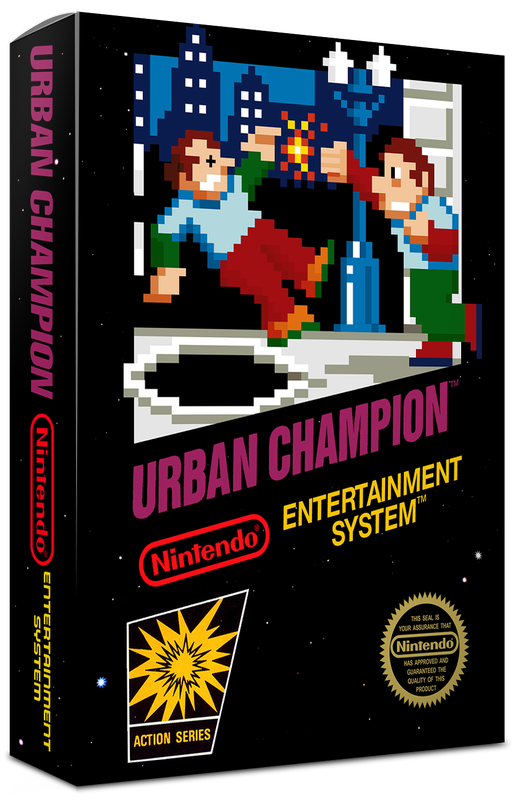 URBAN CHAMPION
Nintendo
ENTERTAINMENT
SYSTEM
URBAN CHAMPION™
Nintendo®
ENTERTAINMENT
SYSTEM™
ACTION SERIES
THIS SEAL IS
YOUR ASSURANCE THAT
Nintendo
HAS APPROVED AND
GUARANTEED THE
QUALITY OF THIS
PRODUCT